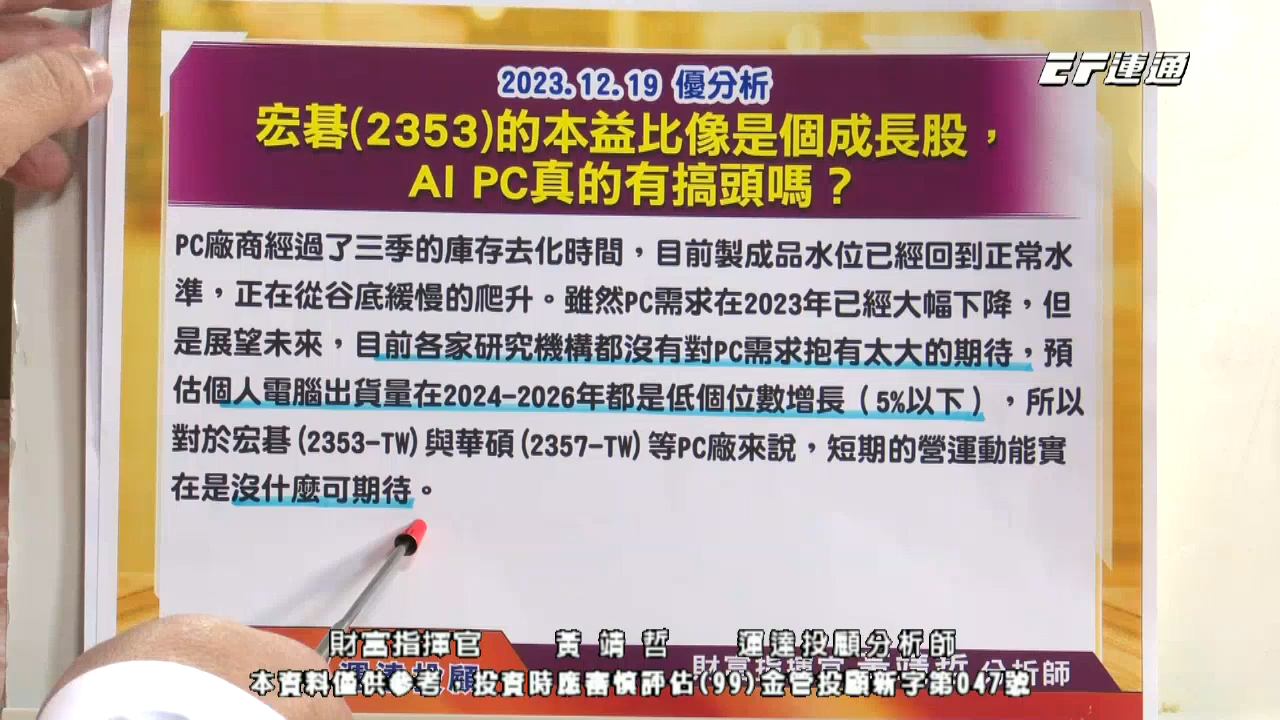 EF運通
2023.12.19 優分析
宏碁(2353)的本益比像是個成長股，
AI PC真的有搞頭嗎？
PC廠商經過了三季的庫存去化時間，目前製成品水位已經回到正常水
準，正在從谷底緩慢的爬升。雖然PC需求在2023年已經大幅下降，但
是展望未來，目前各家研究機構都沒有對PC需求抱有太大的期待，預
估個人電腦出貨量在2024-2026年都是低個位數增長（5%以下），所以
對於宏碁(2353-TW)與華碩(2357-TW)等PC廠來說，短期的營運動能實
在是沒什麼可期待。
財富指揮官 黃靖哲 運達投顧分析師
運達投顧 財富指揮官 黃靖哲 分析師
本資料僅供參考，投資時應審慎評估(99)金管投顧新字第047號